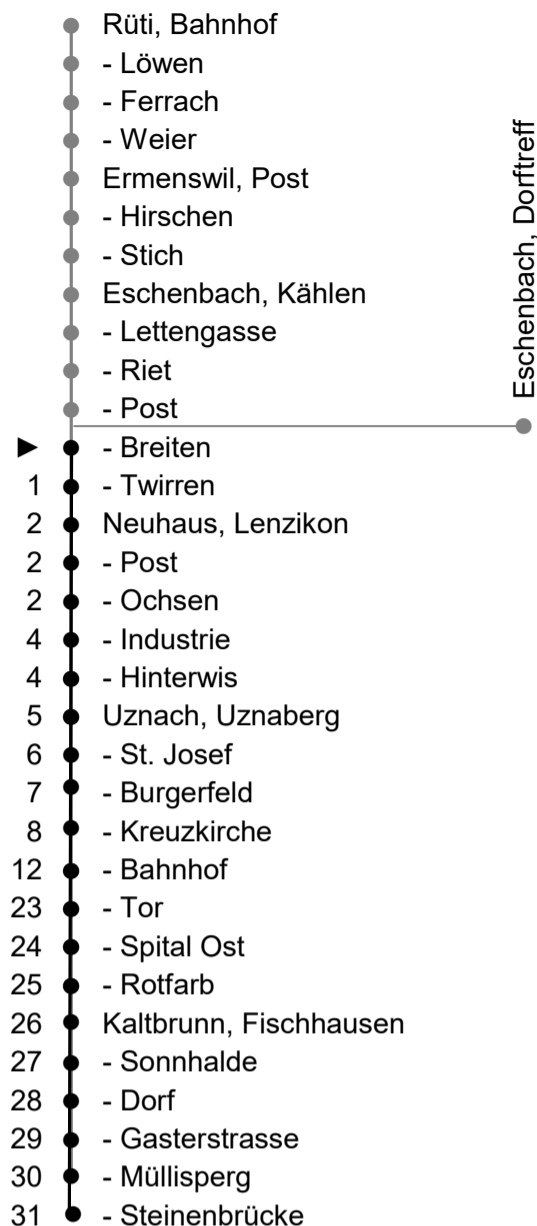 Rüti, Bahnhof
- Löwen
- Ferrach
- Weier
Ermenswil, Post
- Hirschen
- Stich
Eschenbach, Kählen
- Lettengasse
- Riet
- Post
Eschenbach, Dorftreff
► - Breiten
1 - Twirren
2 Neuhaus, Lenzikon
2 - Post
2 - Ochsen
4 - Industrie
4 - Hinterwis
5 Uznach, Uznaberg
6 - St. Josef
7 - Burgerfeld
8 - Kreuzkirche
12 - Bahnhof
23 - Tor
24 - Spital Ost
25 - Rotfarb
26 Kaltbrunn, Fischhausen
27 - Sonnhalde
28 - Dorf
29 - Gasterstrasse
30 - Müllisperg
31 - Steinenbrücke